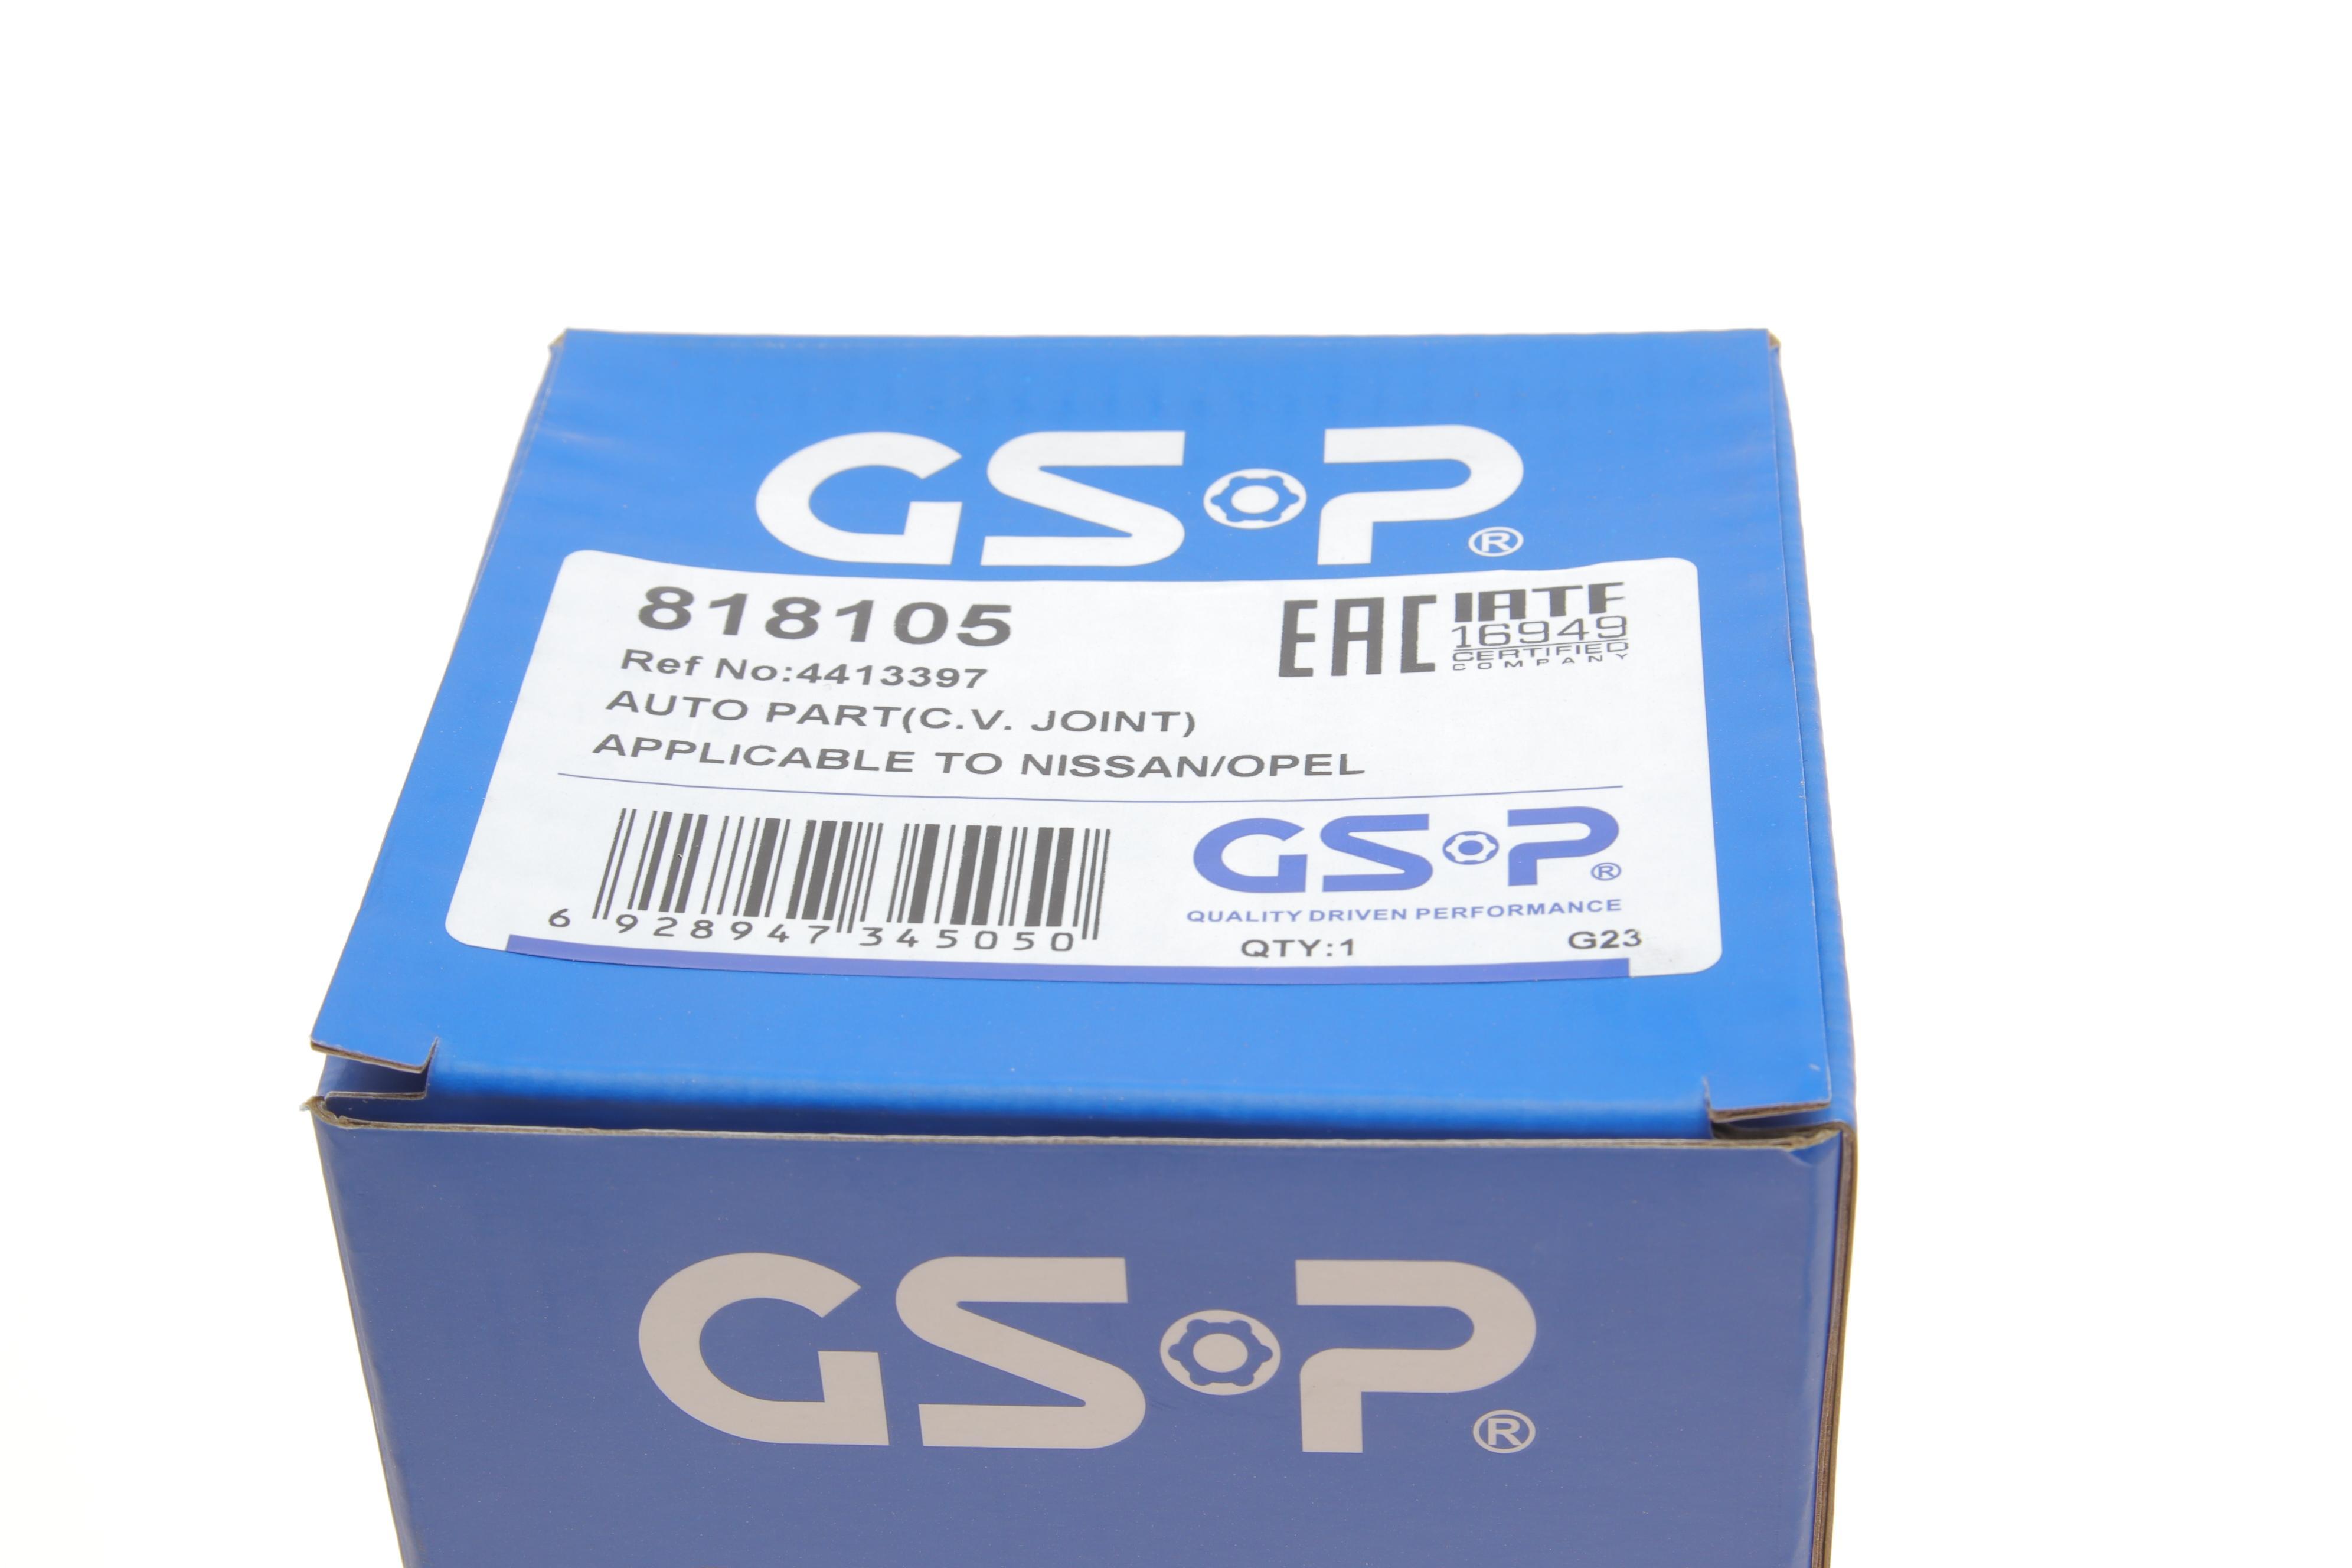 GSP®
818105
EAC IATF
16949
CERTIFIED
COMPANY
Ref No:4413397
AUTO PART(C.V. JOINT)
APPLICABLE TO NISSAN/OPEL
6 928947 345050
GSP®
QUALITY DRIVEN PERFORMANCE
QTY:1 G23
GSP®